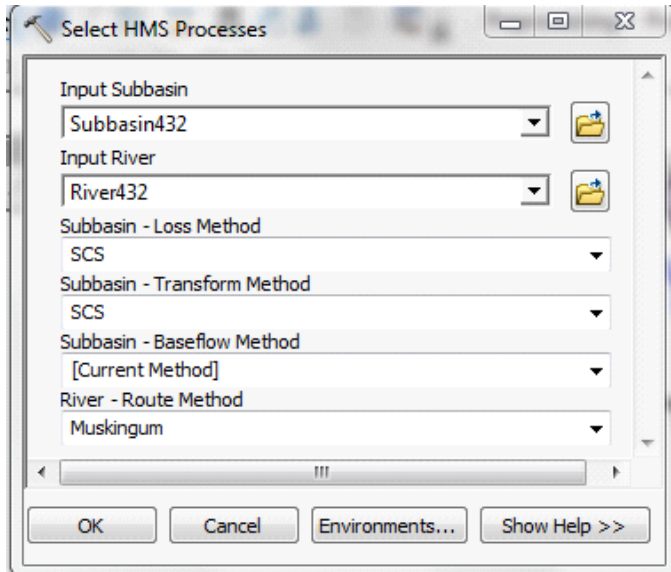 Select HMS Processes
Input Subbasin
Subbasin432
Input River
River432
Subbasin - Loss Method
SCS
Subbasin - Transform Method
SCS
Subbasin - Baseflow Method
[Current Method]
River - Route Method
Muskingum
OK Cancel Environments... Show Help >>